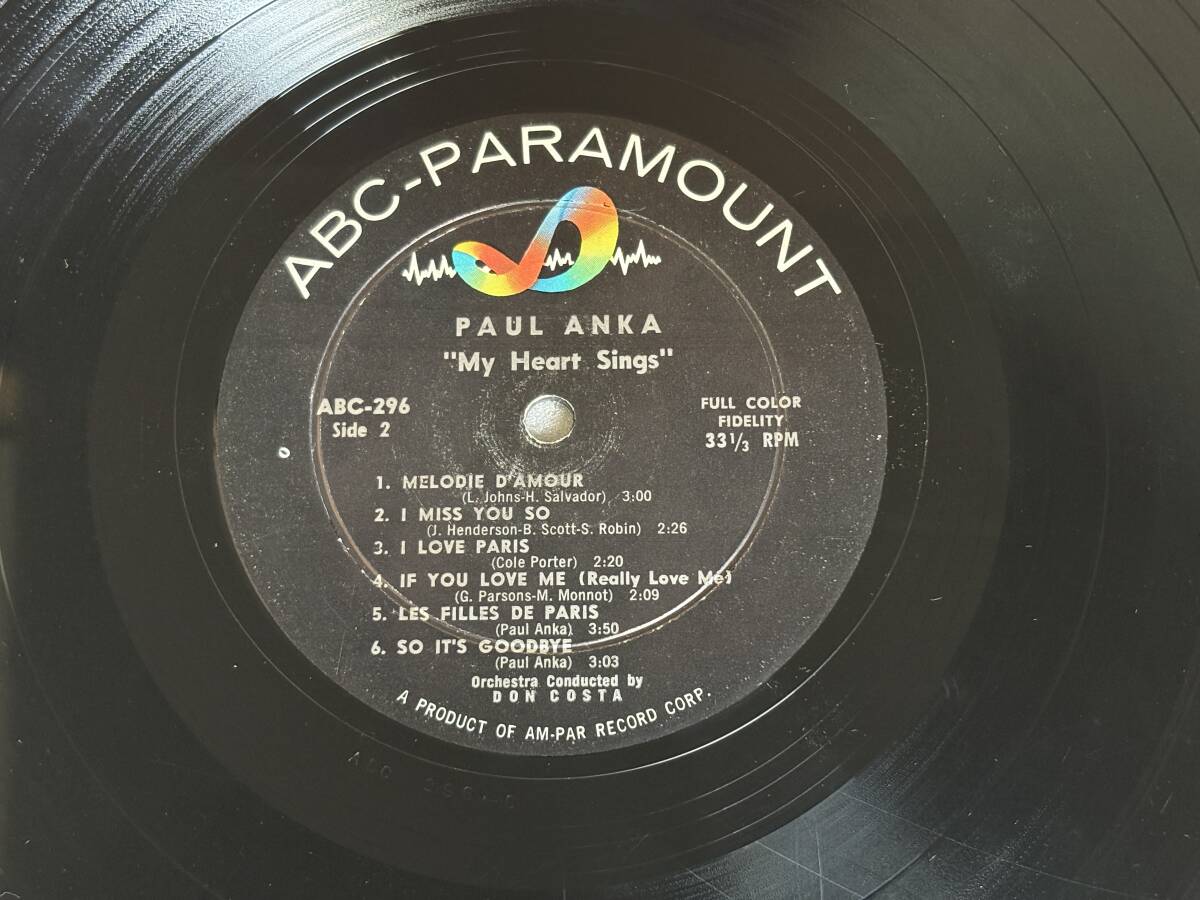 ABC-PARAMOUNT
PAUL ANKA
"My Heart Sings"
ABC-296
Side 2
FULL COLOR
FIDELITY
33 1/3 RPM
1. MELODIE D'AMOUR
(L. Johns-H. Salvador) 3:00
2. I MISS YOU SO
(J. Henderson-B. Scott-S. Robin) 2:26
3. I LOVE PARIS
(Cole Porter) 2:20
4. IF YOU LOVE ME (Really Love Me)
(G. Parsons-M. Monnot) 2:09
5. LES FILLES DE PARIS
(Paul Anka) 3:50
6. SO IT'S GOODBYE
(Paul Anka) 3:03
Orchestra Conducted by
DON COSTA
A PRODUCT OF AM-PAR RECORD CORP.